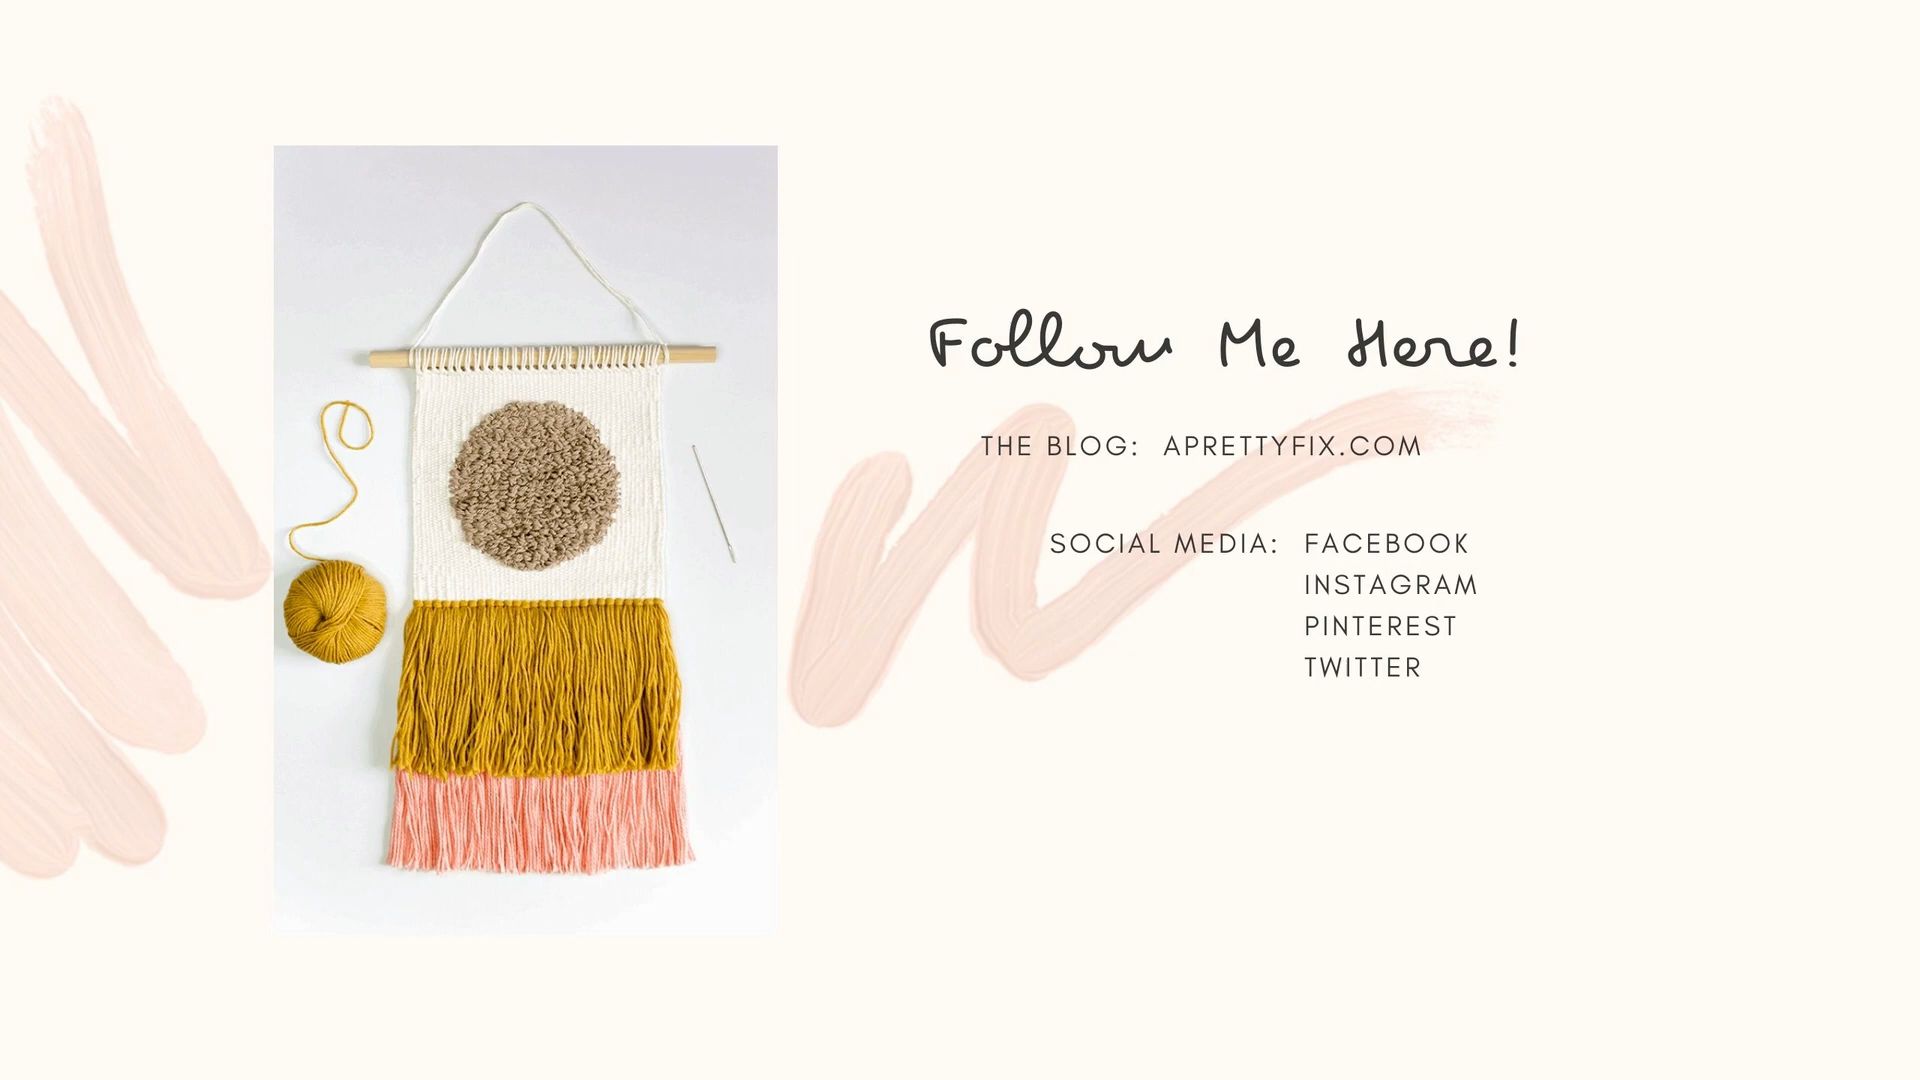 Follow Me Here!
THE BLOG: APRETTYFIX.COM
SOCIAL MEDIA: FACEBOOK
INSTAGRAM
PINTEREST
TWITTER